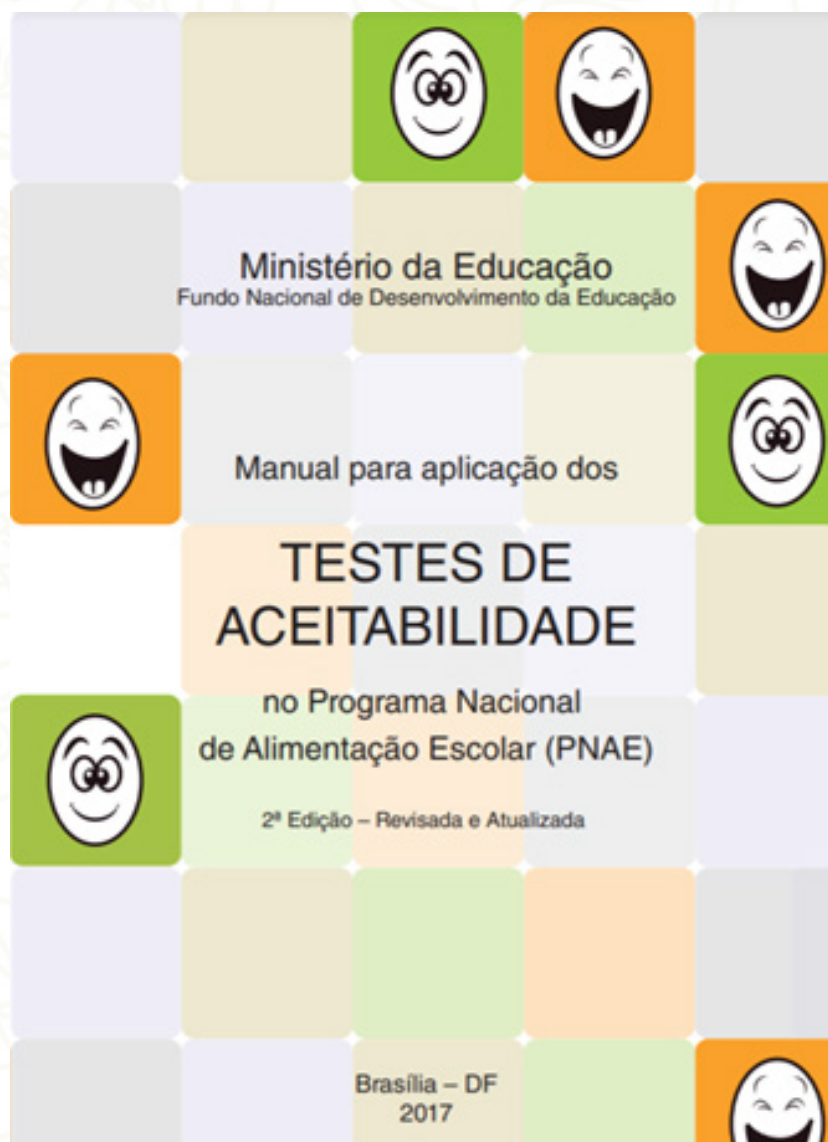 Ministério da Educação
Fundo Nacional de Desenvolvimento da Educação
Manual para aplicação dos
TESTES DE
ACEITABILIDADE
no Programa Nacional
de Alimentação Escolar (PNAE)
2ª Edição – Revisada e Atualizada
Brasília – DF
2017